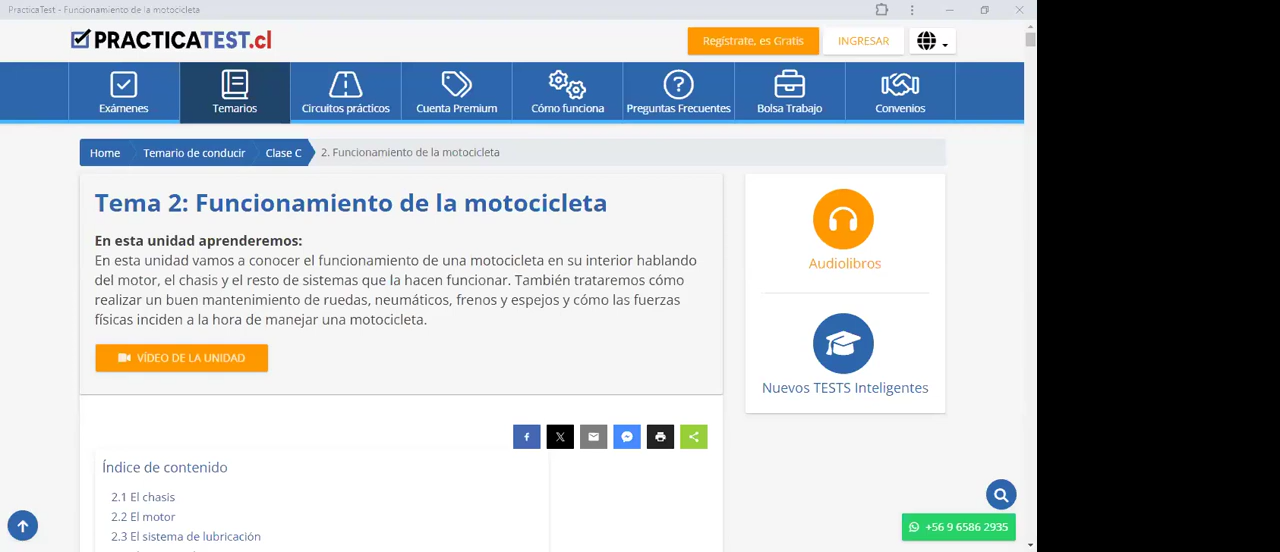 PracticaTest - Funcionamiento de la motocicleta
PRACTICATEST.cl
Regístrate, es Gratis
INGRESAR
Exámenes
Temarios
Circuitos prácticos
Cuenta Premium
Cómo funciona
Preguntas Frecuentes
Bolsa Trabajo
Convenios
Home
Temario de conducir
Clase C
2. Funcionamiento de la motocicleta
Tema 2: Funcionamiento de la motocicleta
En esta unidad aprenderemos:
En esta unidad vamos a conocer el funcionamiento de una motocicleta en su interior hablando
del motor, el chasis y el resto de sistemas que la hacen funcionar. También trataremos cómo
realizar un buen mantenimiento de ruedas, neumáticos, frenos y espejos y cómo las fuerzas
físicas inciden a la hora de manejar una motocicleta.
VÍDEO DE LA UNIDAD
Audiolibros
Nuevos TESTS Inteligentes
Índice de contenido
2.1 El chasis
2.2 El motor
2.3 El sistema de lubricación
+56 9 6586 2935